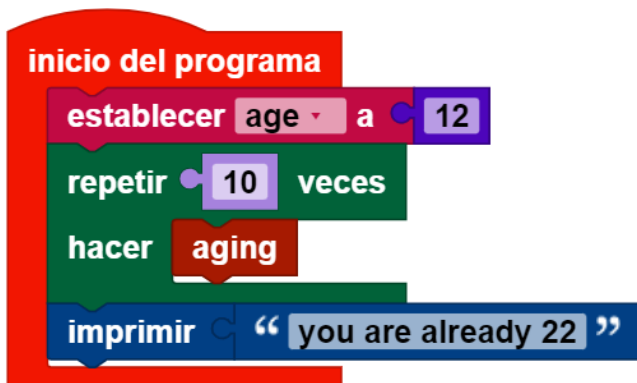 inicio del programa
establecer age a 12
repetir 10 veces
hacer aging
imprimir “ you are already 22 ”